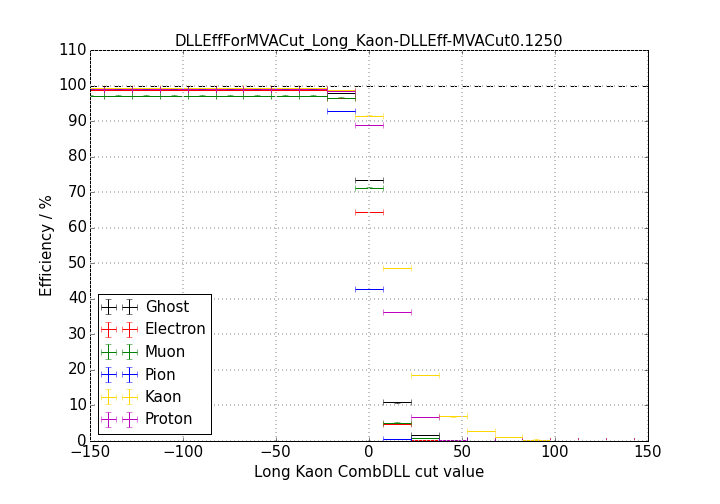 DLLEffForMVACut_Long_Kaon-DLLEff-MVACut0.1250
110
100
90
80
70
60
50
40
30
20
10
0
Efficiency / %
Ghost
Electron
Muon
Pion
Kaon
Proton
−150 −100 −50 0 50 100 150
Long Kaon CombDLL cut value